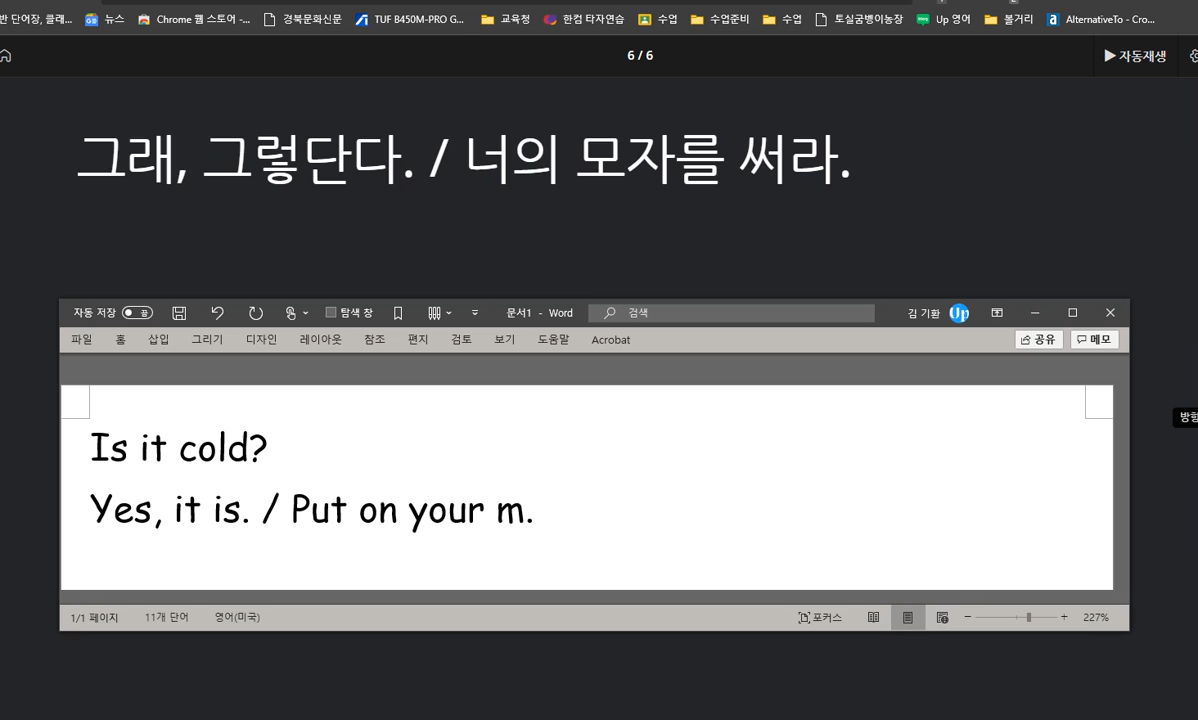 반 단어장, 클래... 뉴스 Chrome 웹 스토어 -... 경북문화신문 TUF B450M-PRO G... 교육청 한컴 타자연습 수업 수업준비 수업 토실굼벵이농장 Up 영어 볼거리 AlternativeTo - Cro...
6 / 6 자동재생
그래, 그렇단다. / 너의 모자를 써라.
자동 저장 끔 탐색 창 문서1 - Word 검색 김 기환 Up
파일 홈 삽입 그리기 디자인 레이아웃 참조 편지 검토 보기 도움말 Acrobat 공유 메모
방향
Is it cold?
Yes, it is. / Put on your m.
1/1 페이지 11개 단어 영어(미국) 포커스 227%